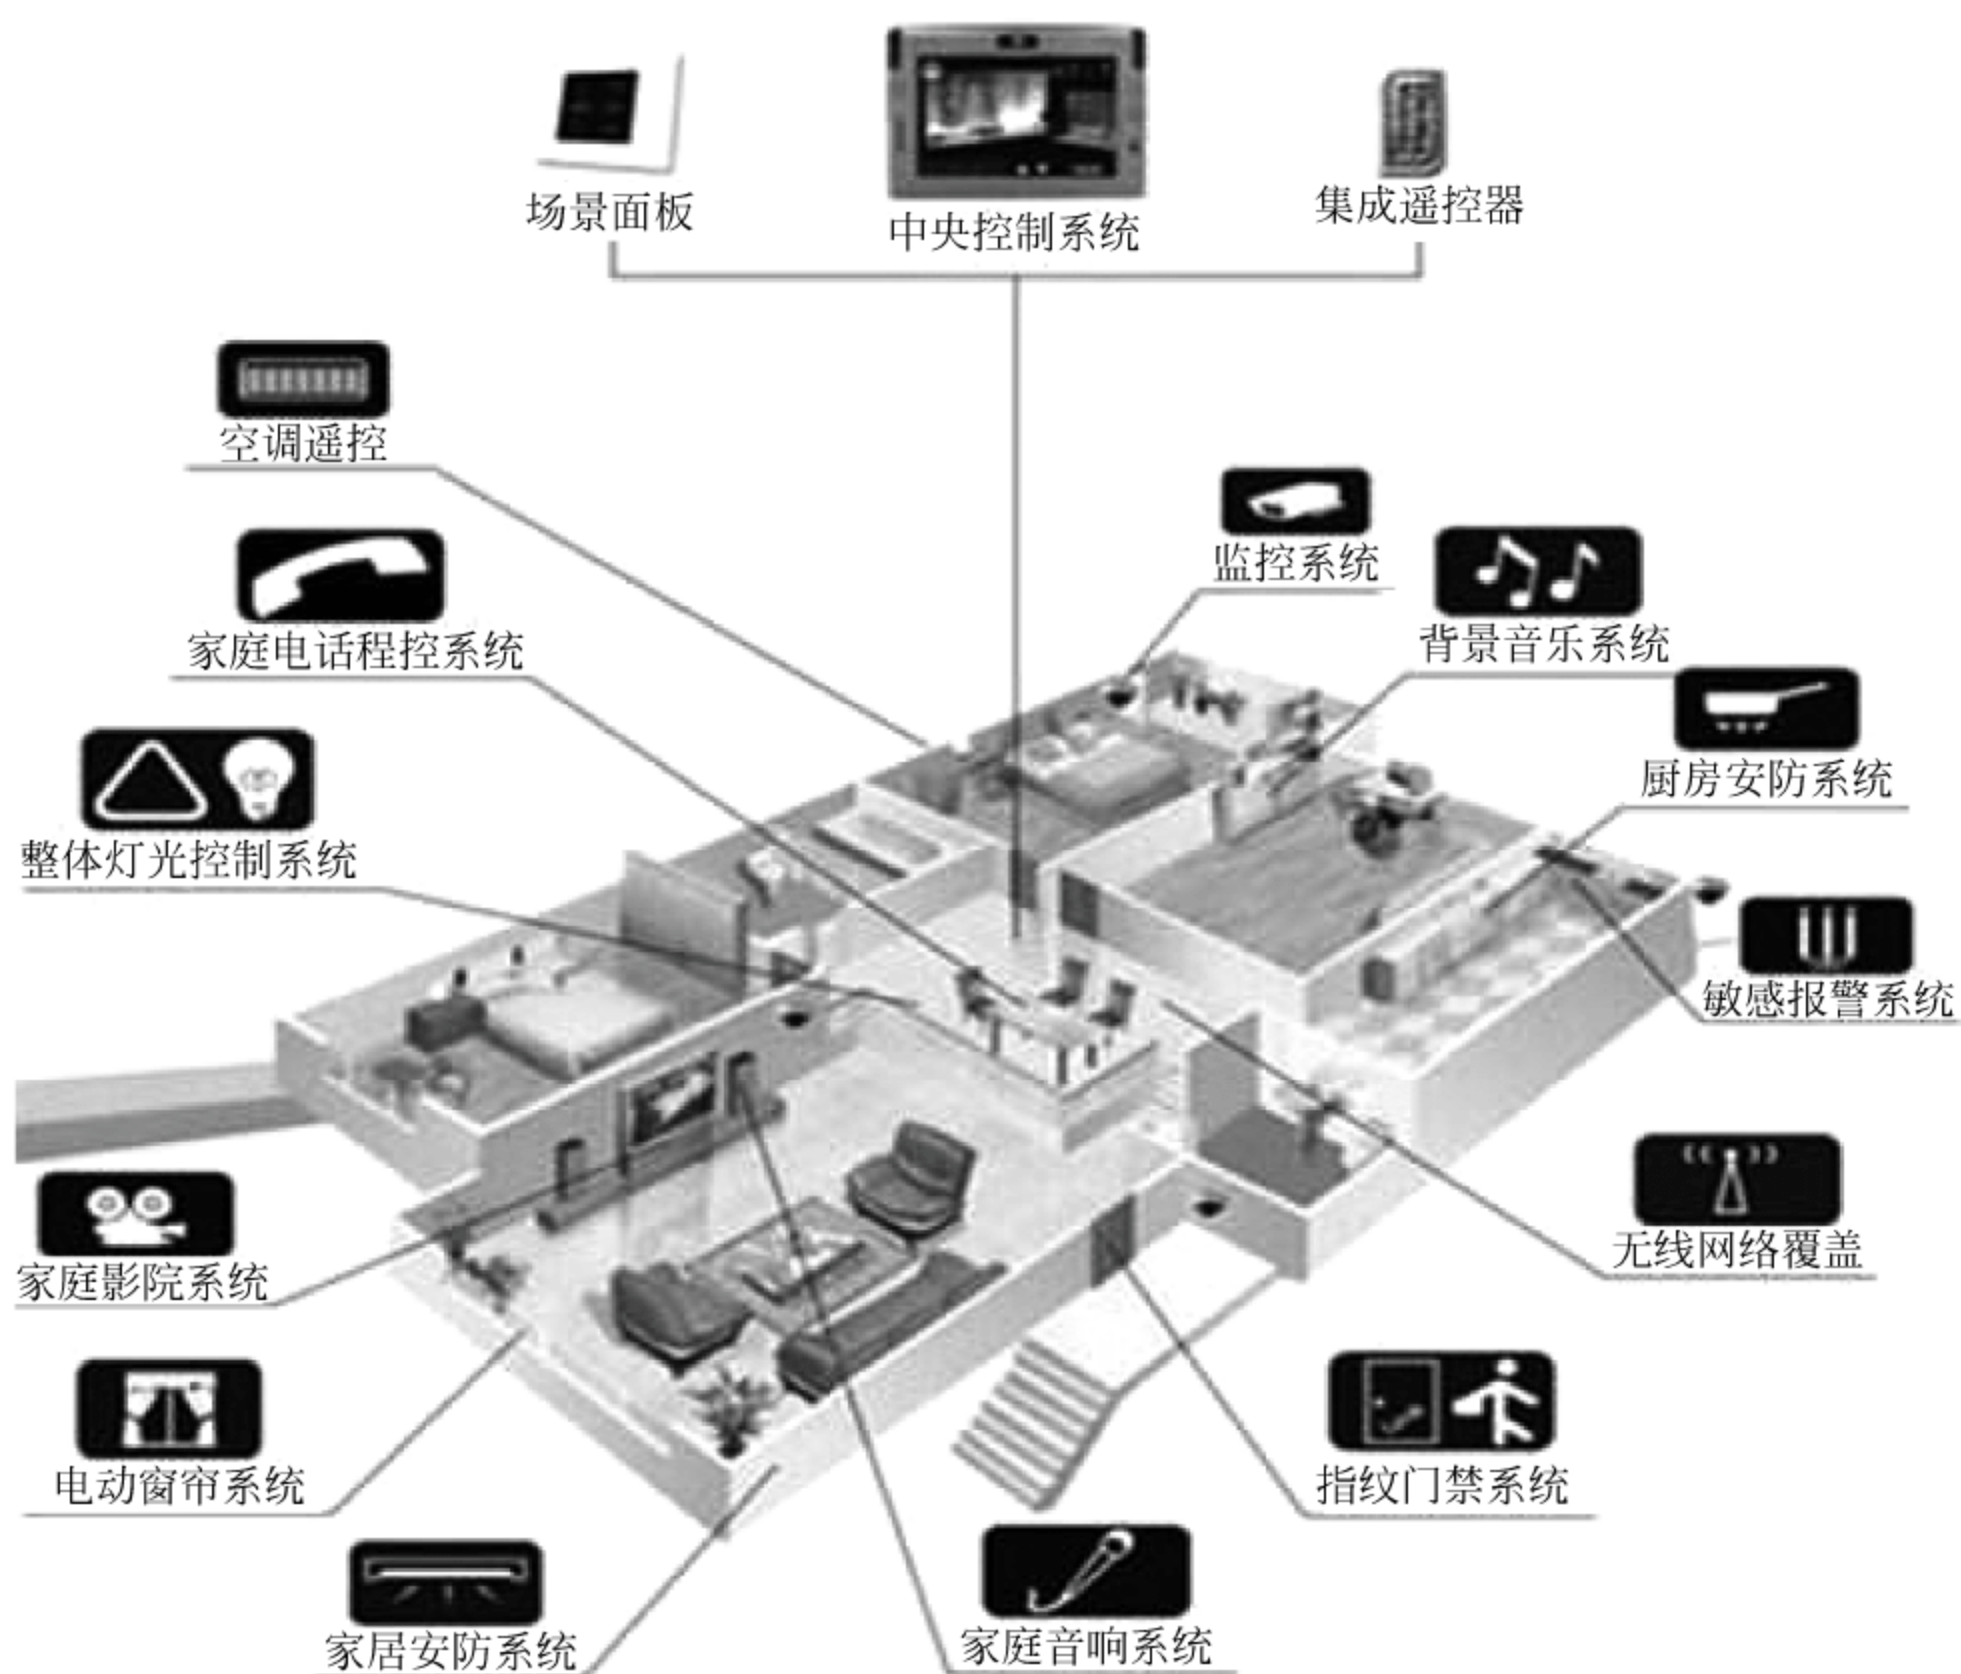 场景面板
中央控制系统
集成遥控器
空调遥控
监控系统
家庭电话程控系统
背景音乐系统
厨房安防系统
整体灯光控制系统
敏感报警系统
无线网络覆盖
家庭影院系统
电动窗帘系统
指纹门禁系统
家居安防系统
家庭音响系统